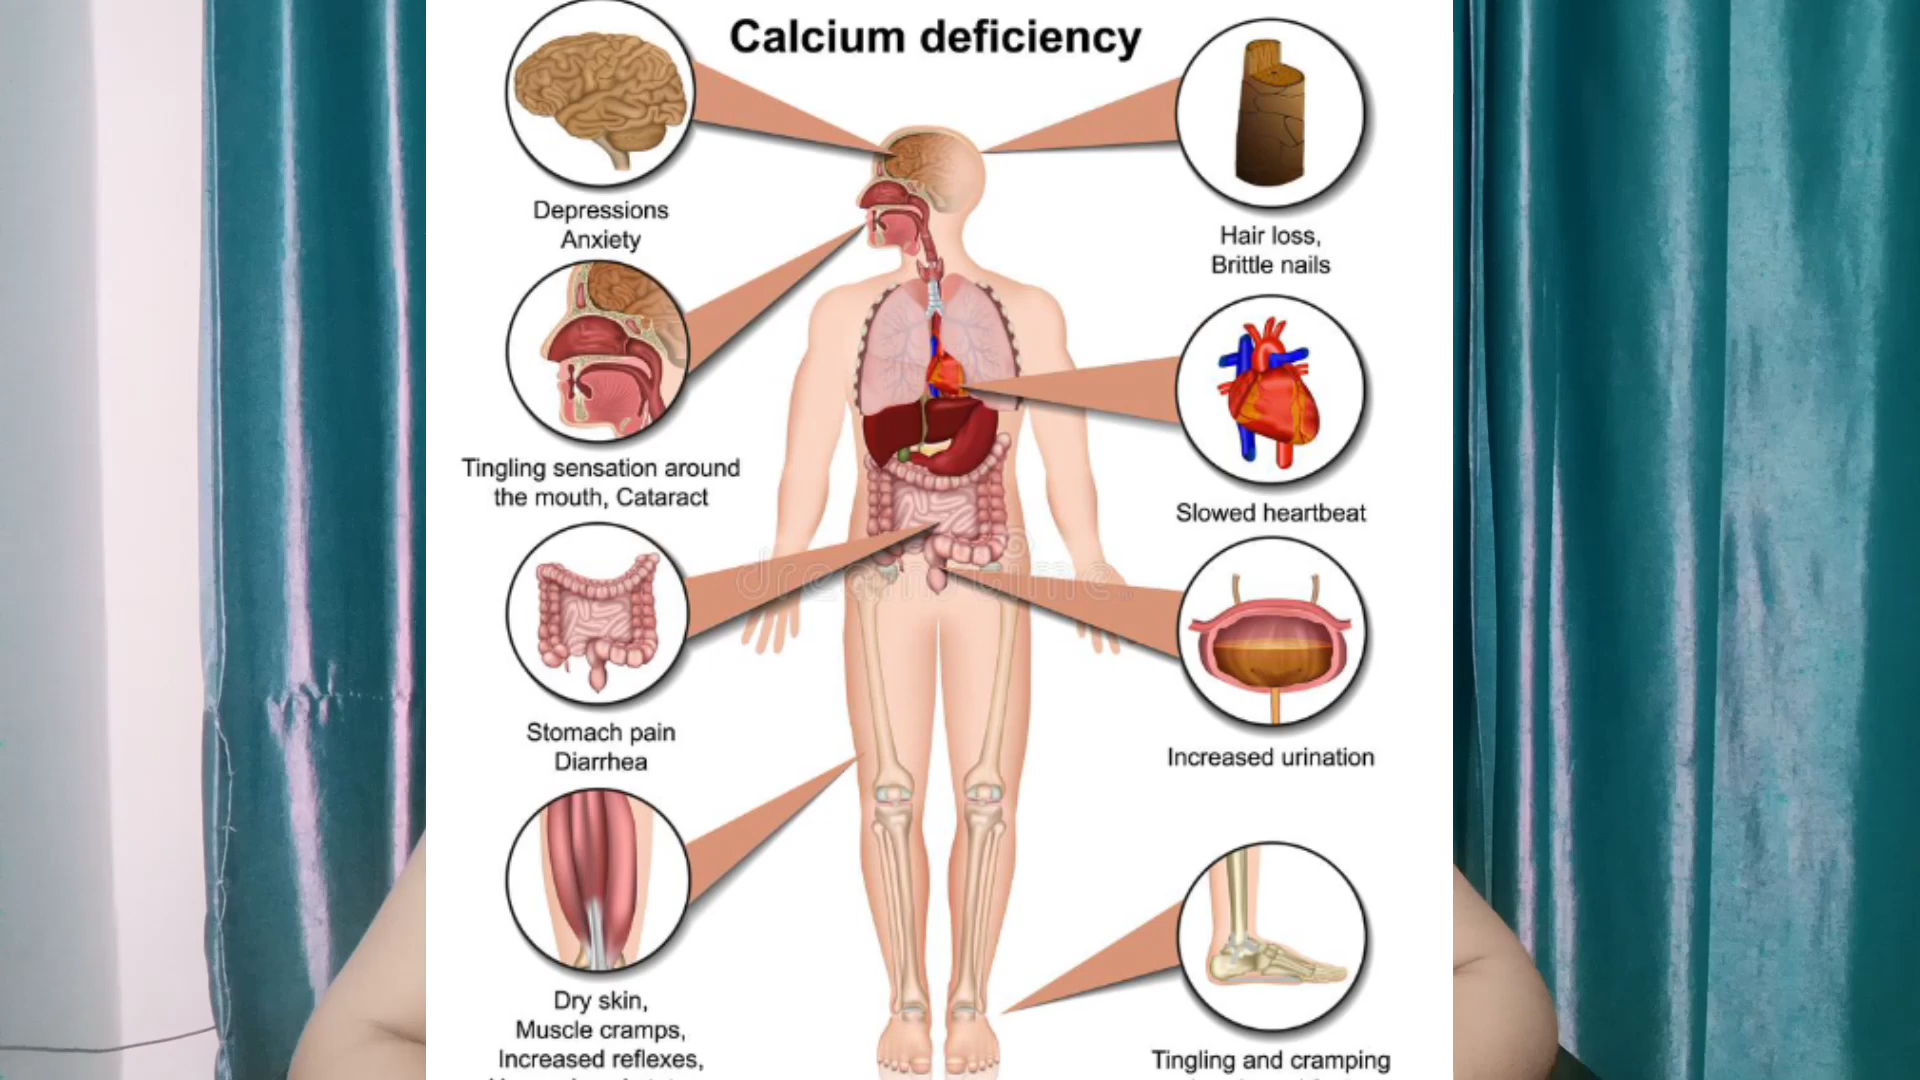 Calcium deficiency
Depressions
Anxiety
Hair loss,
Brittle nails
Tingling sensation around
the mouth, Cataract
Slowed heartbeat
dreamstime
Stomach pain
Diarrhea
Increased urination
Dry skin,
Muscle cramps,
Increased reflexes,
Tingling and cramping